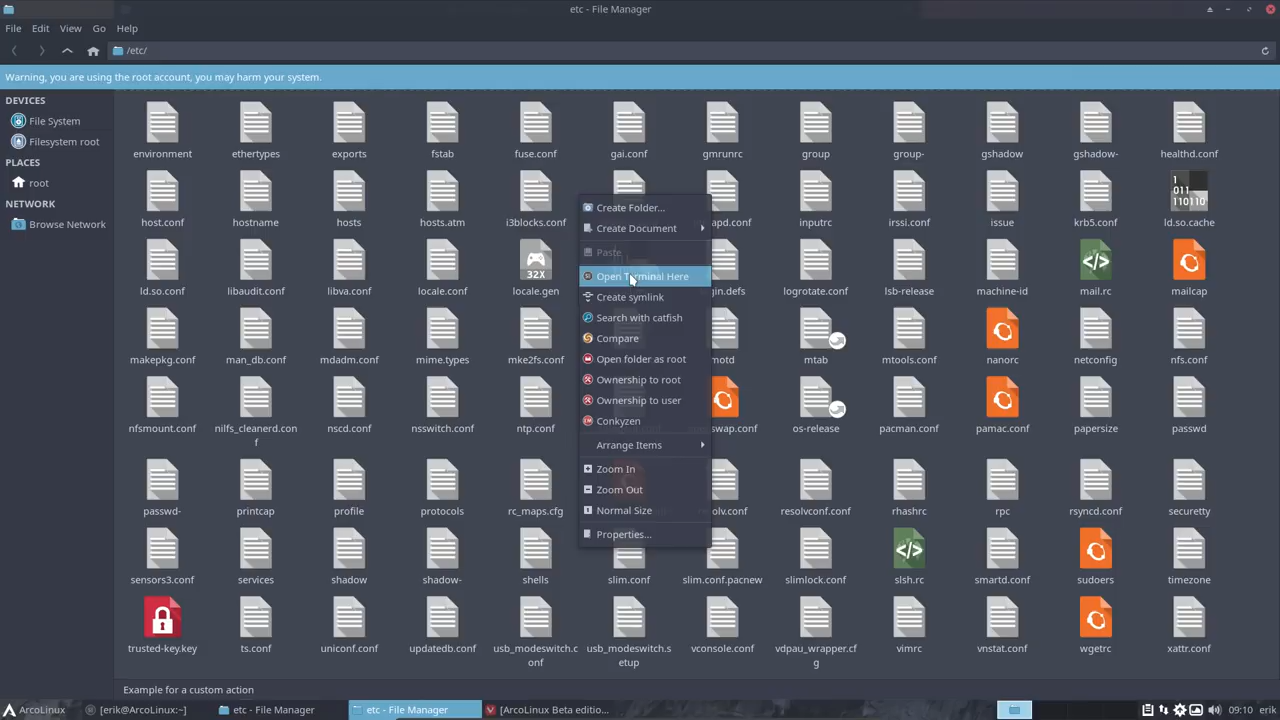 etc - File Manager
File Edit View Go Help
/etc/
Warning, you are using the root account, you may harm your system.
DEVICES
File System
Filesystem root
PLACES
root
NETWORK
Browse Network
environment ethertypes exports fstab fuse.conf gai.conf gmrunrc group group- gshadow gshadow- healthd.conf
host.conf hostname hosts hosts.atm i3blocks.conf inputrc irssi.conf issue krb5.conf ld.so.cache
ld.so.conf libaudit.conf libva.conf locale.conf locale.gen logrotate.conf lsb-release machine-id mail.rc mailcap
makepkg.conf man_db.conf mdadm.conf mime.types mke2fs.conf motd mtab mtools.conf nanorc netconfig nfs.conf
nfsmount.conf nilfs_cleanerd.con
f nscd.conf nsswitch.conf ntp.conf os-release pacman.conf pamac.conf papersize passwd
passwd- printcap profile protocols rc_maps.cfg resolvconf.conf rhashrc rpc rsyncd.conf securetty
sensors3.conf services shadow shadow- shells slim.conf slim.conf.pacnew slimlock.conf slsh.rc smartd.conf sudoers timezone
trusted-key.key ts.conf uniconf.conf updatedb.conf usb_modeswitch.c
onf usb_modeswitch.s
etup vconsole.conf vdpau_wrapper.cf
g vimrc vnstat.conf wgetrc xattr.conf
32X
1
011
110110
Create Folder...
Create Document
Paste
Open Terminal Here
Create symlink
Search with catfish
Compare
Open folder as root
Ownership to root
Ownership to user
Conkyzen
Arrange Items
Zoom In
Zoom Out
Normal Size
Properties...
Example for a custom action
ArcoLinux [erik@ArcoLinux:~] etc - File Manager etc - File Manager [ArcoLinux Beta editio... 09:10 erik